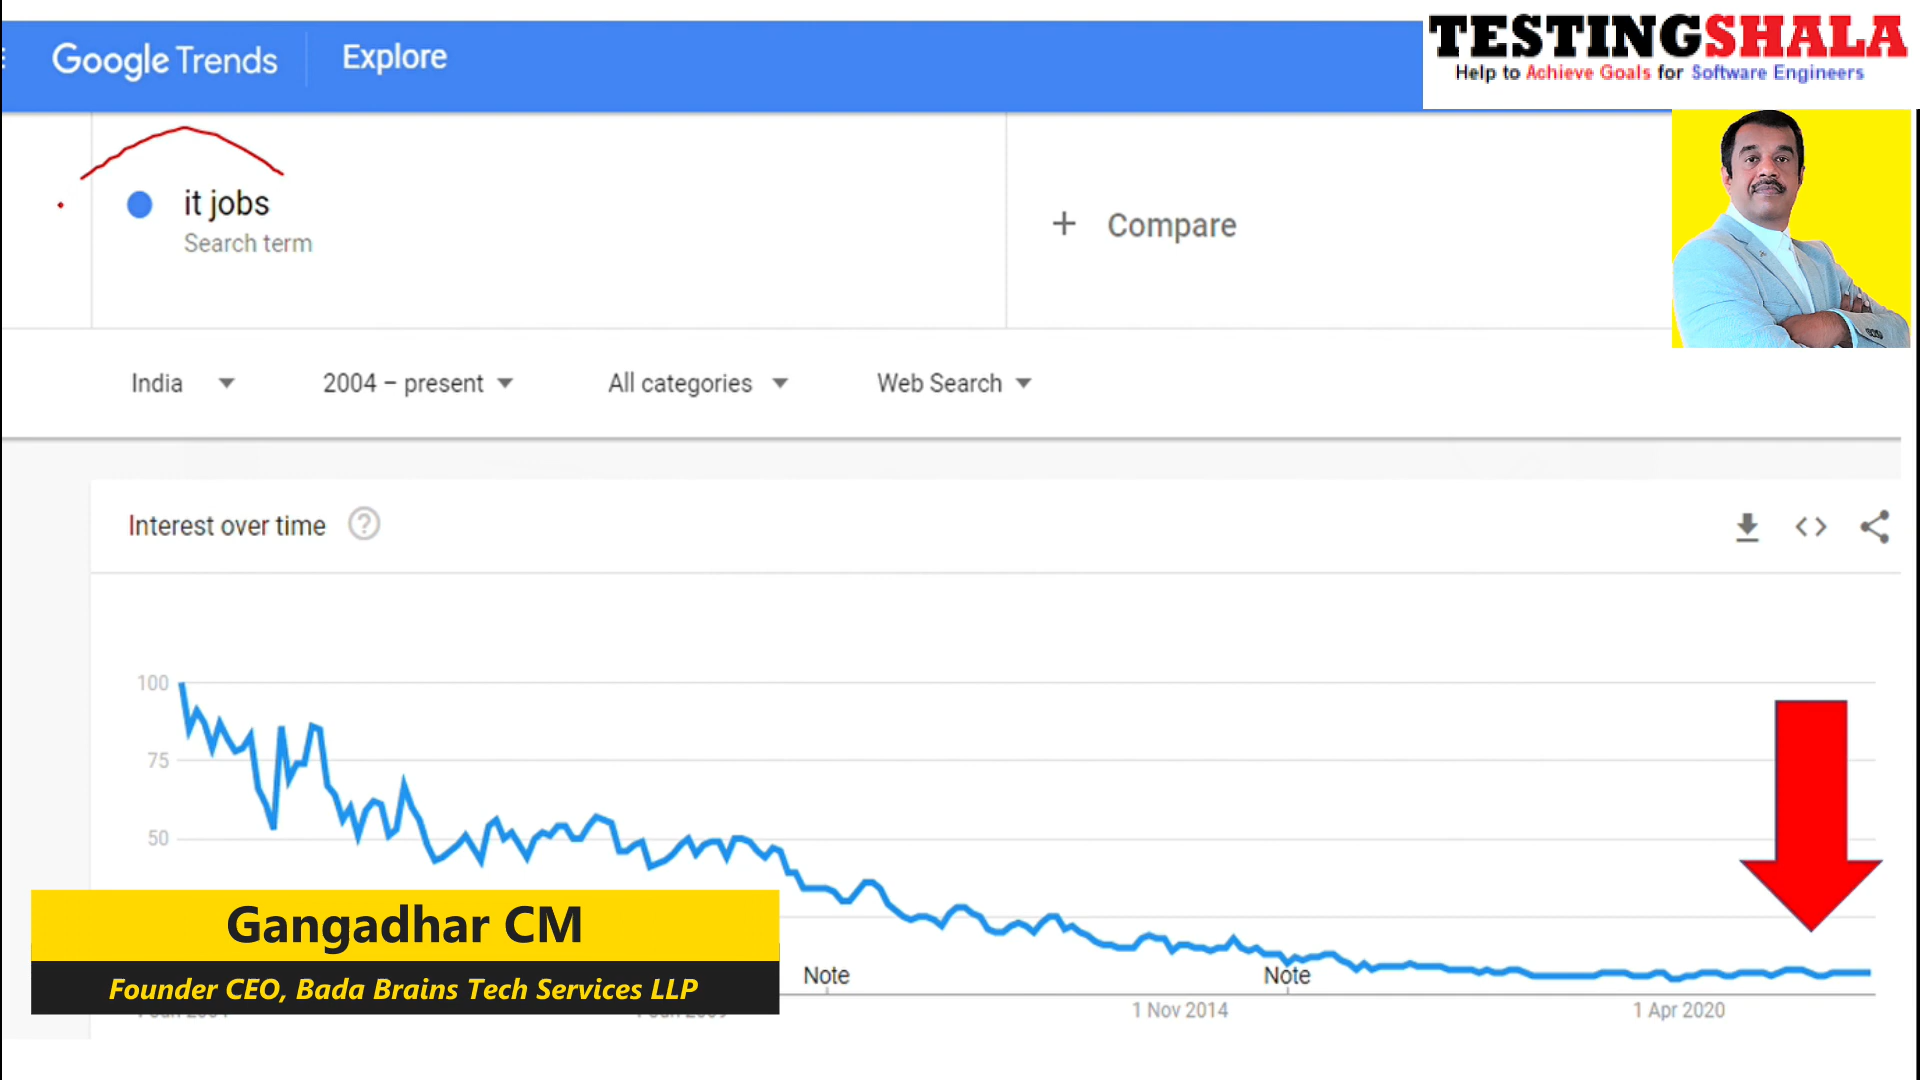 TESTINGSHALA
Help to Achieve Goals for Software Engineers
Google Trends
Explore
it jobs
Search term
+ Compare
India
2004 – present
All categories
Web Search
Interest over time ?
100
75
50
Note
Note
1 Nov 2014
1 Apr 2020
Gangadhar CM
Founder CEO, Bada Brains Tech Services LLP